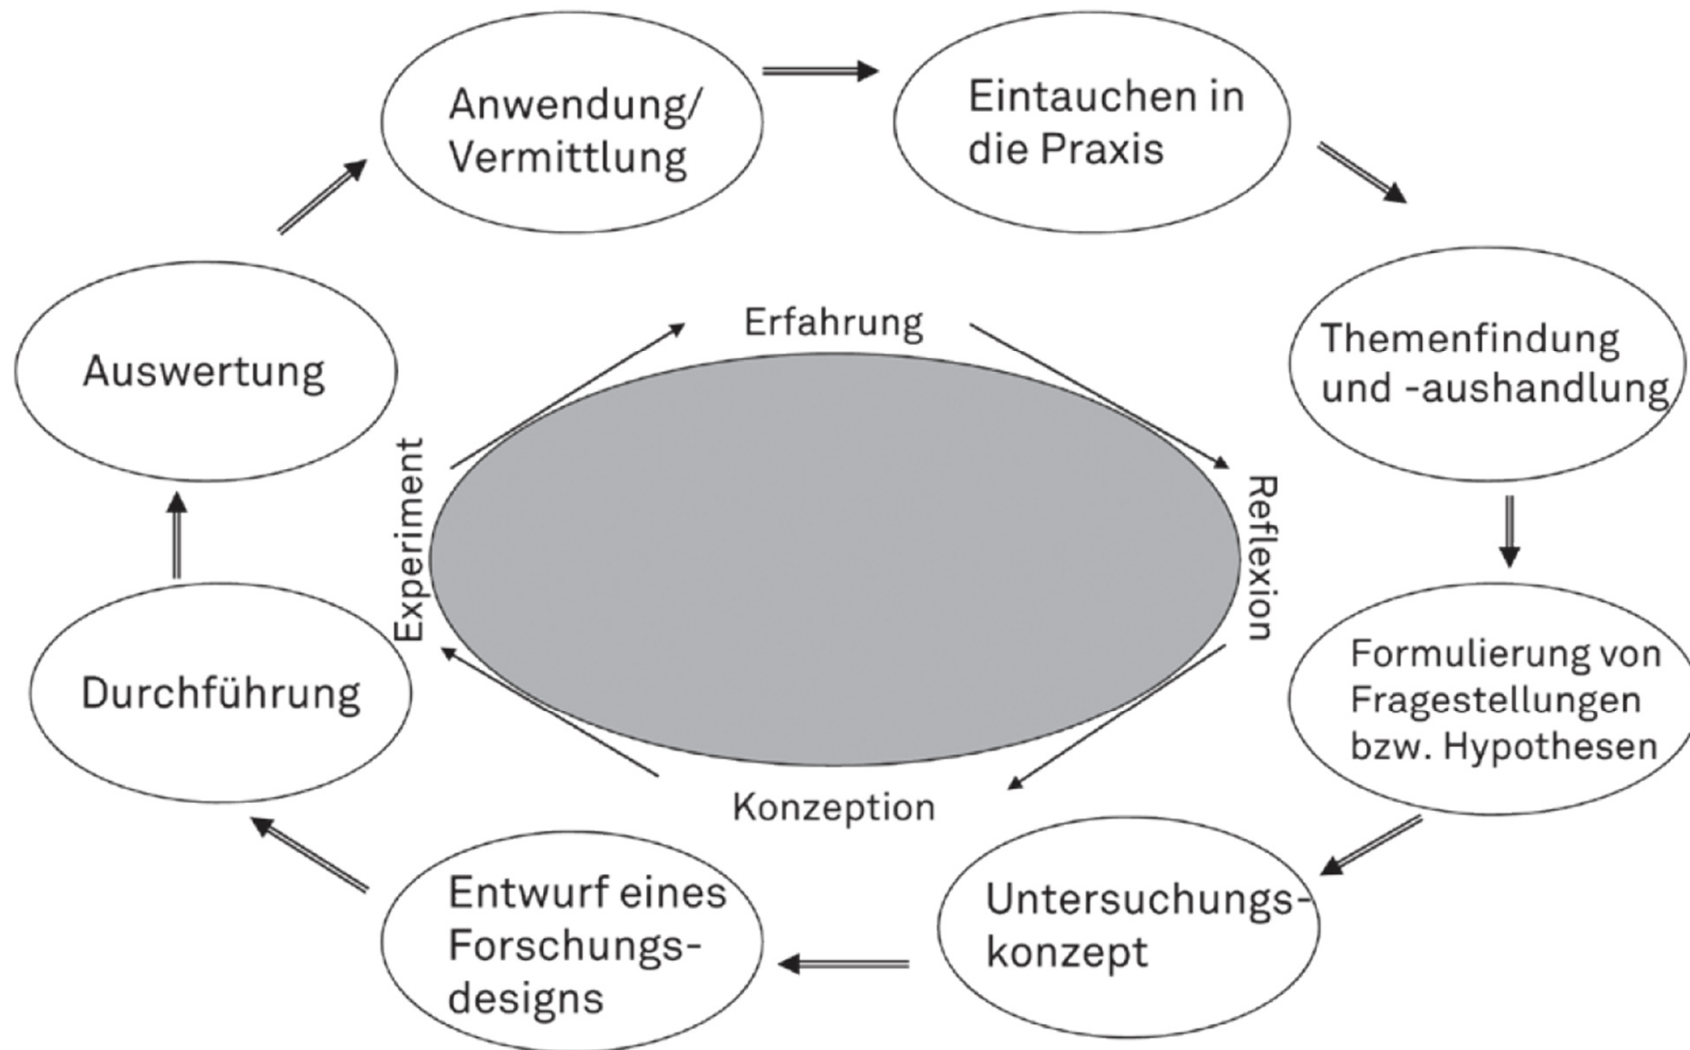 Anwendung/
Vermittlung
Eintauchen in
die Praxis
Themenfindung
und -aushandlung
Formulierung von
Fragestellungen
bzw. Hypothesen
Untersuchungs-
konzept
Entwurf eines
Forschungs-
designs
Durchführung
Auswertung
Erfahrung
Reflexion
Konzeption
Experiment